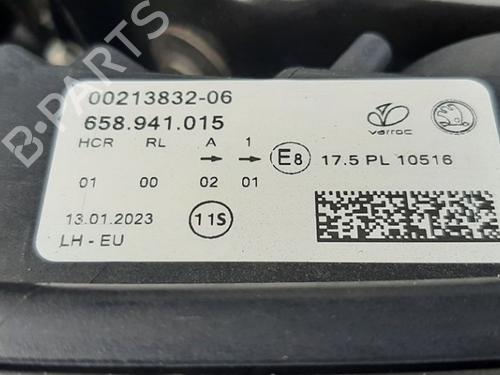 B-PARTS
00213832-06
658.941.015
varroc
HCR RL A 1
→ →
E8 17.5 PL 10516
01 00 02 01
13.01.2023 11S
LH - EU